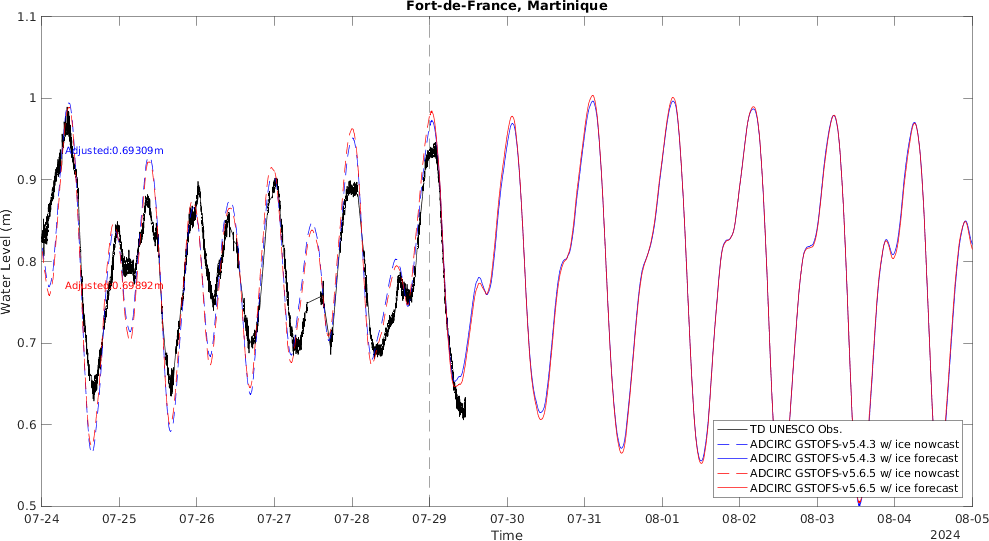 Fort-de-France, Martinique
1.1
1
0.9
0.8
0.7
0.6
0.5
Water Level (m)
Adjusted:0.69309m
Adjusted:0.69892m
TD UNESCO Obs.
ADCIRC GSTOFS-v5.4.3 w/ ice nowcast
ADCIRC GSTOFS-v5.4.3 w/ ice forecast
ADCIRC GSTOFS-v5.6.5 w/ ice nowcast
ADCIRC GSTOFS-v5.6.5 w/ ice forecast
07-24 07-25 07-26 07-27 07-28 07-29 07-30 07-31 08-01 08-02 08-03 08-04 08-05
Time
2024